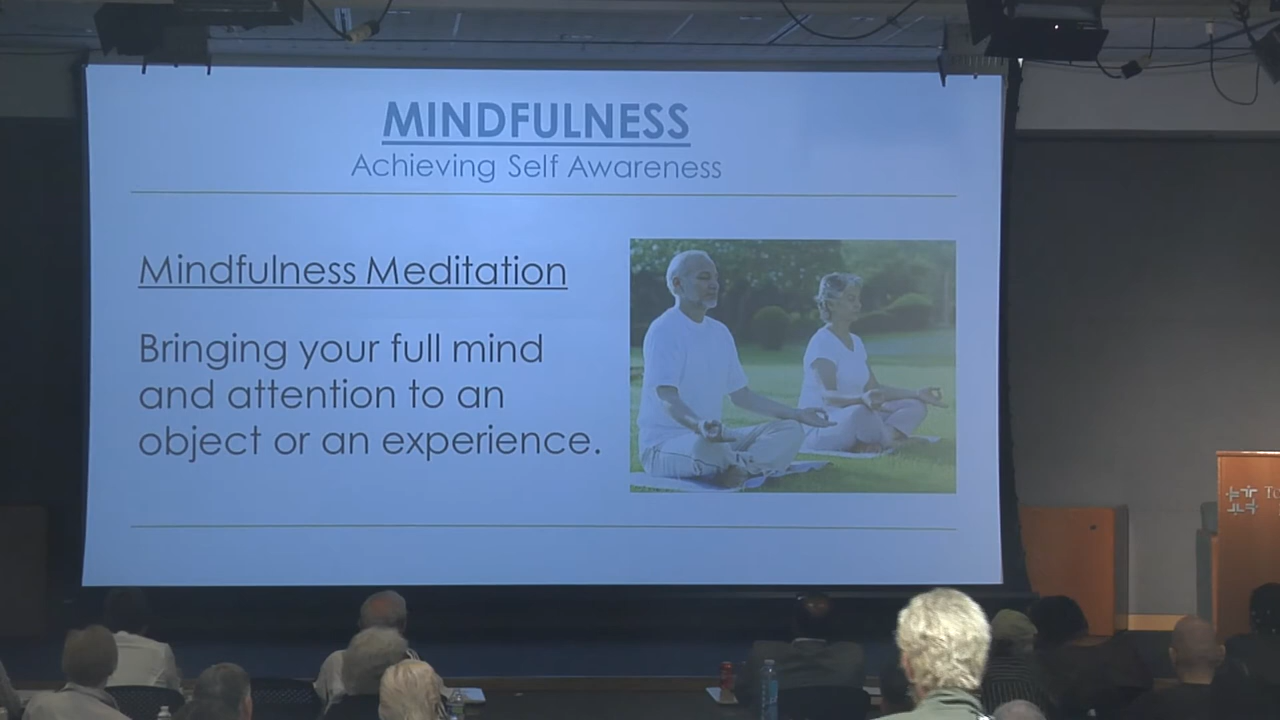 MINDFULNESS
Achieving Self Awareness
Mindfulness Meditation
Bringing your full mind
and attention to an
object or an experience.